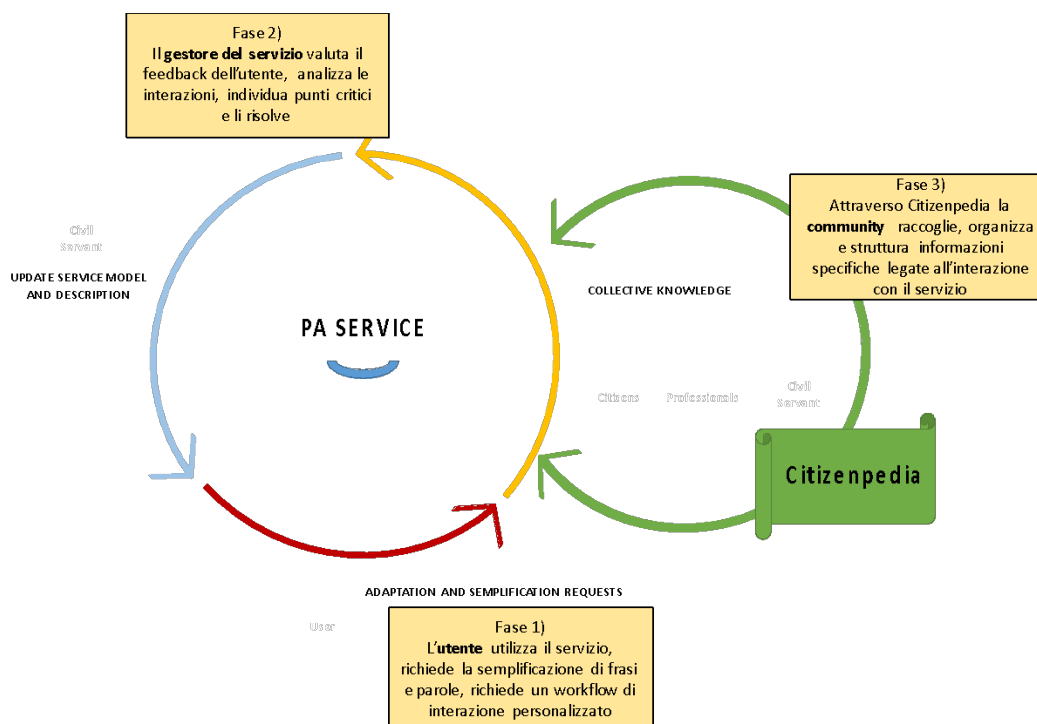 Fase 2)
Il gestore del servizio valuta il
feedback dell'utente, analizza le
interazioni, individua punti critici
e li risolve
Fase 3)
Attraverso Citizenpedia la
community raccoglie, organizza
e struttura informazioni
specifiche legate all'interazione
con il servizio
Civil
Servant
UPDATE SERVICE MODEL
AND DESCRIPTION
COLLECTIVE KNOWLEDGE
PA SERVICE
Citisons
Professionals
Civil
Servant
Citizenpedia
ADAPTATION AND SEMPLIFICATION REQUESTS
User
Fase 1)
L'utente utilizza il servizio,
richiede la semplificazione di frasi
e parole, richiede un workflow di
interazione personalizzato